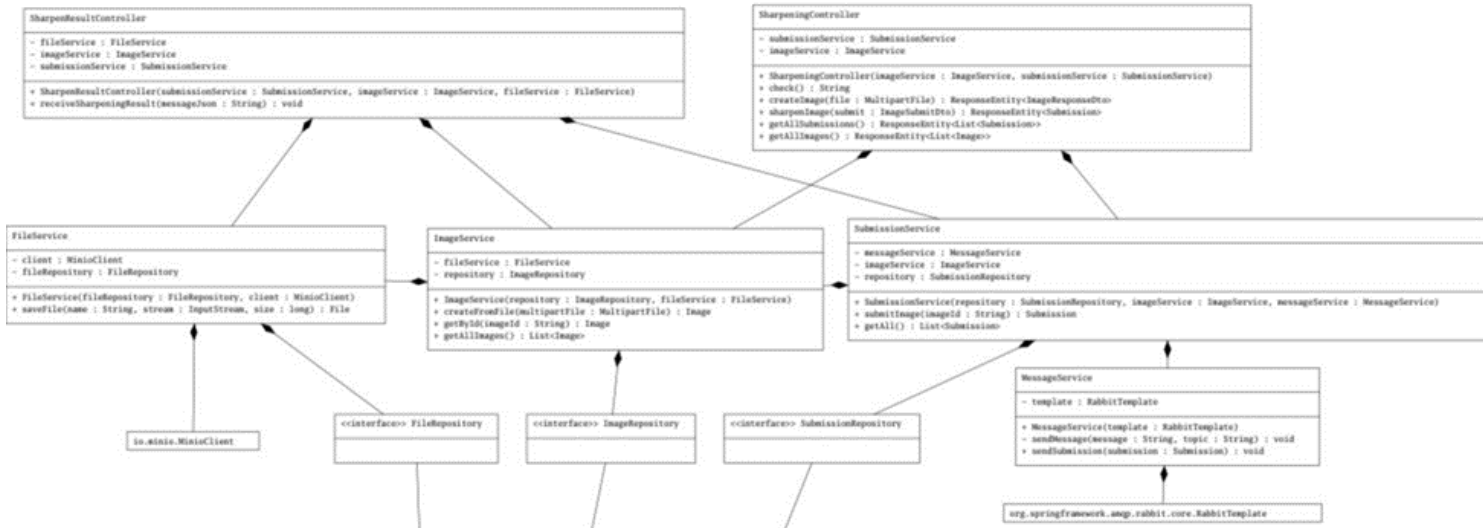 SharpenResultController
- fileService : FileService
- imageService : ImageService
- submissionService : SubmissionService
+ SharpenResultController(submissionService : SubmissionService, imageService : ImageService, fileService : FileService)
+ receiveSharpeningResult(messageJson : String) : void
SharpeningController
- submissionService : SubmissionService
- imageService : ImageService
+ SharpeningController(imageService : ImageService, submissionService : SubmissionService)
+ check() : String
+ createImage(file : MultipartFile) : ResponseEntity<ImageResponseDto>
+ sharpenImage(submit : ImageSubmitDto) : ResponseEntity<Submission>
+ getAllSubmissions() : ResponseEntity<List<Submission>>
+ getAllImages() : ResponseEntity<List<Image>>
FileService
- client : MinioClient
- fileRepository : FileRepository
+ FileService(fileRepository : FileRepository, client : MinioClient)
+ saveFile(name : String, stream : InputStream, size : long) : File
ImageService
- fileService : FileService
- repository : ImageRepository
+ ImageService(repository : ImageRepository, fileService : FileService)
+ createFromFile(multipartFile : MultipartFile) : Image
+ getById(imageId : String) : Image
+ getAllImages() : List<Image>
SubmissionService
- messageService : MessageService
- imageService : ImageService
- repository : SubmissionRepository
+ SubmissionService(repository : SubmissionRepository, imageService : ImageService, messageService : MessageService)
+ submitImage(imageId : String) : Submission
+ getAll() : List<Submission>
io.minio.MinioClient
<<interface>> FileRepository
<<interface>> ImageRepository
<<interface>> SubmissionRepository
MessageService
- template : RabbitTemplate
+ MessageService(template : RabbitTemplate)
- sendMessage(message : String, topic : String) : void
+ sendSubmission(submission : Submission) : void
org.springframework.amqp.rabbit.core.RabbitTemplate